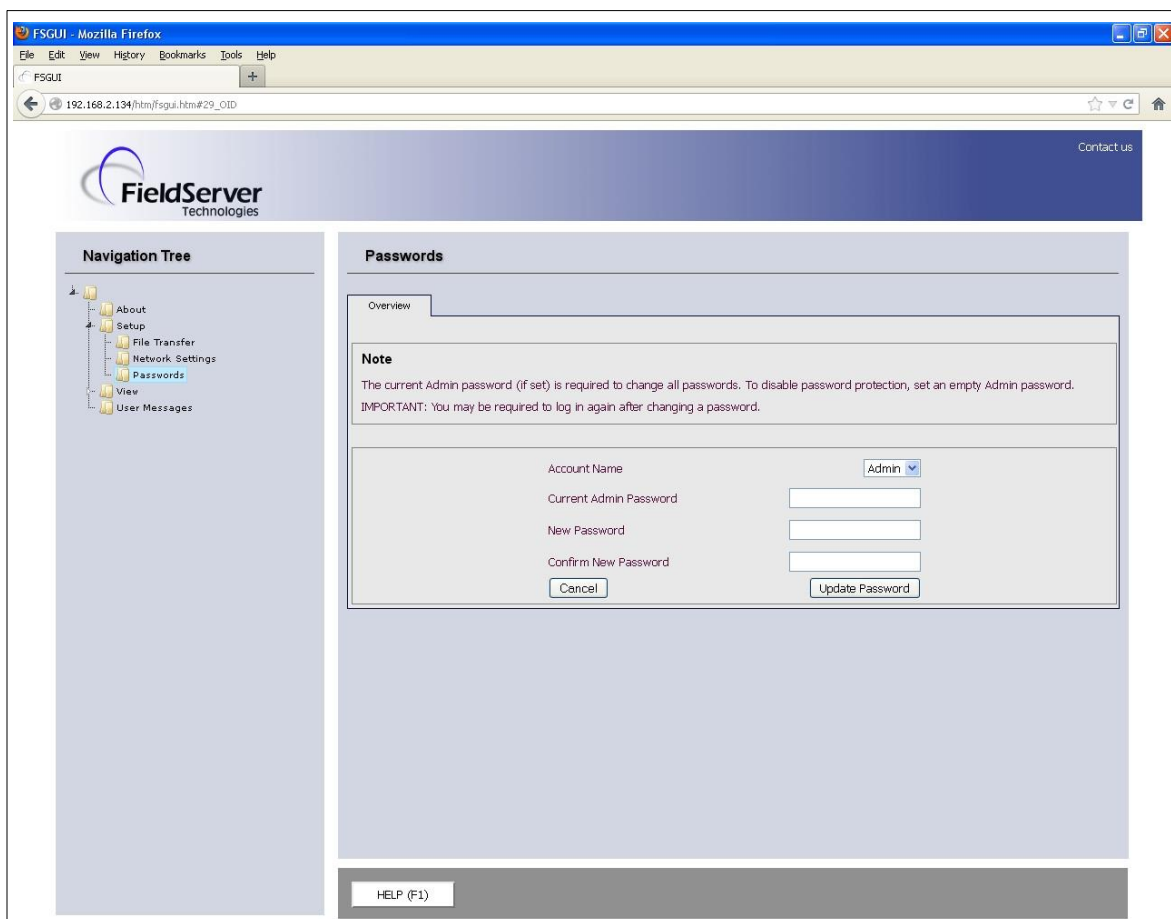 FSGUI - Mozilla Firefox
File Edit View History Bookmarks Tools Help
FSGUI
192.168.2.134/htm/fsgui.htm#29_OID
Contact us
FieldServer
Technologies
Navigation Tree
About
Setup
File Transfer
Network Settings
Passwords
View
User Messages
Passwords
Overview
Note
The current Admin password (if set) is required to change all passwords. To disable password protection, set an empty Admin password.
IMPORTANT: You may be required to log in again after changing a password.
Account Name Admin
Current Admin Password
New Password
Confirm New Password
Cancel Update Password
HELP (F1)